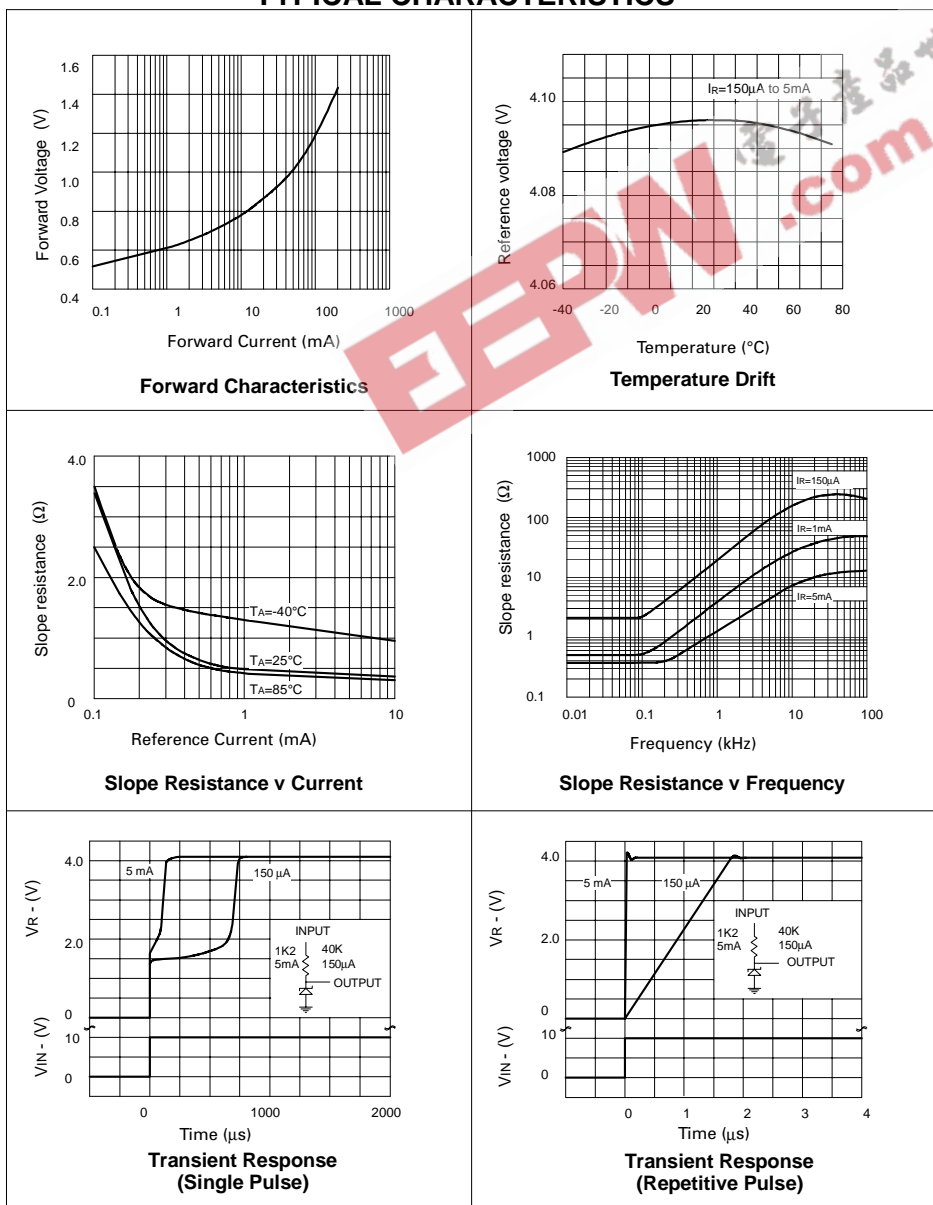 TYPICAL CHARACTERISTICS
1.6
1.4
1.2
1.0
0.8
0.6
0.4
Forward Voltage (V)
0.1 1 10 100 1000
Forward Current (mA)
Forward Characteristics
4.10
4.08
4.06
Reference voltage (V)
IR=150µA to 5mA
-40 -20 0 20 40 60 80
Temperature (°C)
Temperature Drift
EEPW
.com
電子產品世
4.0
2.0
0
Slope resistance (Ω)
TA=-40°C
TA=25°C
TA=85°C
0.1 1 10
Reference Current (mA)
Slope Resistance v Current
1000
100
10
1
0.1
Slope resistance (Ω)
IR=150µA
IR=1mA
IR=5mA
0.01 0.1 1 10 100
Frequency (kHz)
Slope Resistance v Frequency
4.0
2.0
0
VR - (V)
5 mA
150 µA
INPUT
1K2 40K
5mA 150µA
OUTPUT
10
0
VIN - (V)
0 1000 2000
Time (µs)
Transient Response
(Single Pulse)
4.0
2.0
0
VR - (V)
5 mA
150 µA
INPUT
1K2 40K
5mA 150µA
OUTPUT
10
0
VIN - (V)
0 1 2 3 4
Time (µs)
Transient Response
(Repetitive Pulse)